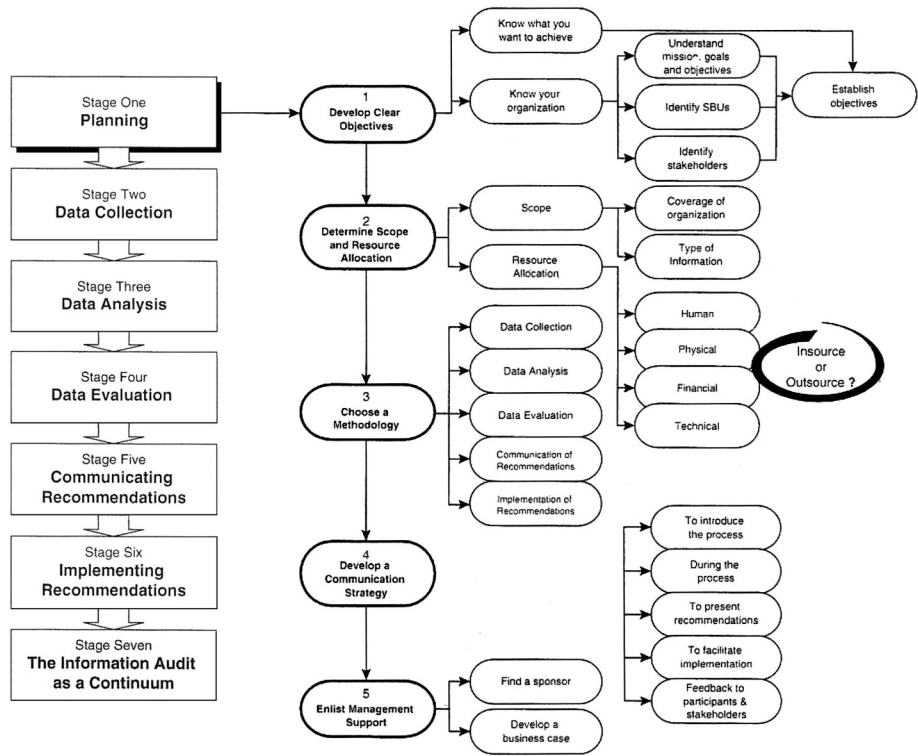 Stage One
Planning
Stage Two
Data Collection
Stage Three
Data Analysis
Stage Four
Data Evaluation
Stage Five
Communicating
Recommendations
Stage Six
Implementing
Recommendations
Stage Seven
The Information Audit
as a Continuum
1
Develop Clear
Objectives
Know what you
want to achieve
Know your
organization
Understand
mission, goals
and objectives
Identify SBUs
Identify
stakeholders
Establish
objectives
2
Determine Scope
and Resource
Allocation
Scope
Resource
Allocation
Coverage of
organization
Type of
Information
Human
Physical
Financial
Technical
Insource
or
Outsource ?
3
Choose a
Methodology
Data Collection
Data Analysis
Data Evaluation
Communication of
Recommendations
Implementation of
Recommendations
4
Develop a
Communication
Strategy
To introduce
the process
During the
process
To present
recommendations
To facilitate
implementation
Feedback to
participants &
stakeholders
5
Enlist Management
Support
Find a sponsor
Develop a
business case